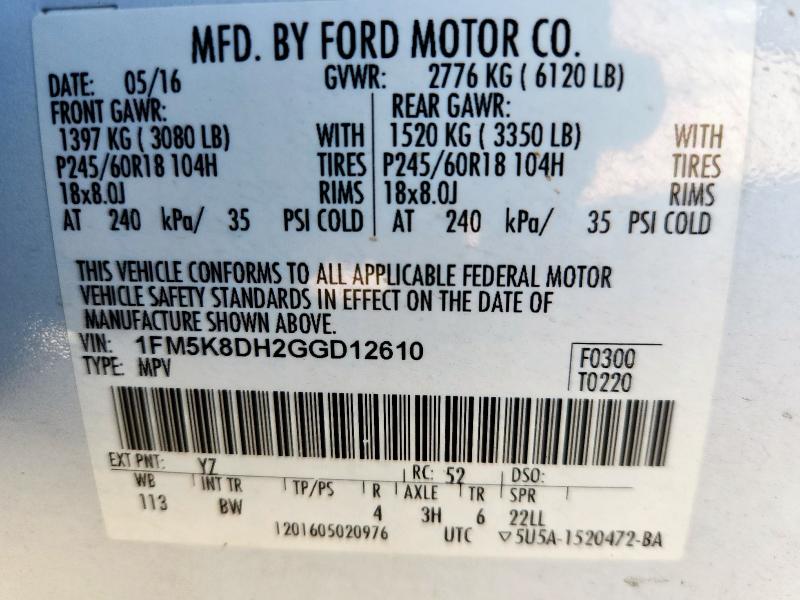 MFD. BY FORD MOTOR CO.
DATE: 05/16 GVWR: 2776 KG ( 6120 LB)
FRONT GAWR: REAR GAWR:
1397 KG ( 3080 LB) WITH 1520 KG ( 3350 LB) WITH
P245/60R18 104H TIRES P245/60R18 104H TIRES
18x8.0J RIMS 18x8.0J RIMS
AT 240 kPa/ 35 PSI COLD AT 240 kPa/ 35 PSI COLD
THIS VEHICLE CONFORMS TO ALL APPLICABLE FEDERAL MOTOR
VEHICLE SAFETY STANDARDS IN EFFECT ON THE DATE OF
MANUFACTURE SHOWN ABOVE.
VIN: 1FM5K8DH2GGD12610 F0300
TYPE: MPV T0220
EXT PNT: YZ RC: 52 DSO:
WB INT TR TP/PS R AXLE TR SPR
113 BW 4 3H 6 22LL
1201605020976 UTC ▽5U5A-1520472-BA